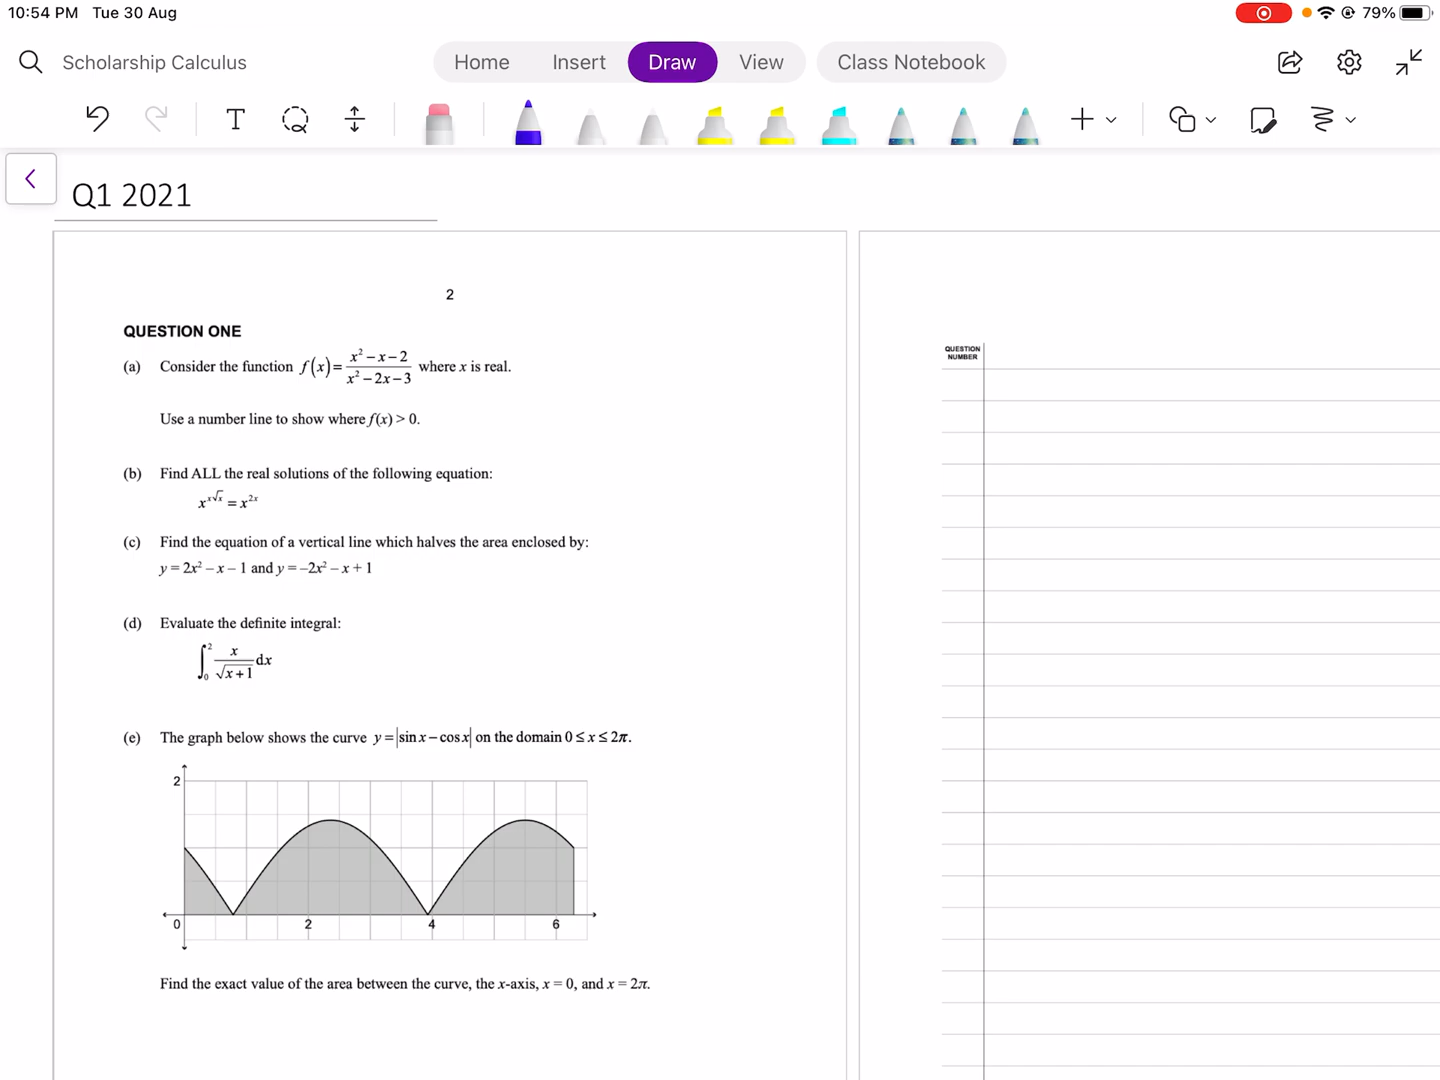 10:54 PM Tue 30 Aug
79%
Scholarship Calculus
Home Insert Draw View Class Notebook
T
Q1 2021
2
QUESTION ONE
(a) Consider the function f(x) = (x² − x − 2)/(x² − 2x − 3) where x is real.
Use a number line to show where f(x) > 0.
(b) Find ALL the real solutions of the following equation:
x^(x^√x) = x^(2x)
(c) Find the equation of a vertical line which halves the area enclosed by:
y = 2x² – x – 1 and y = –2x² – x + 1
(d) Evaluate the definite integral:
∫₀² x/√(x+1) dx
(e) The graph below shows the curve y = |sin x − cos x| on the domain 0 ≤ x ≤ 2π.
2
0 2 4 6
Find the exact value of the area between the curve, the x-axis, x = 0, and x = 2π.
QUESTION
NUMBER